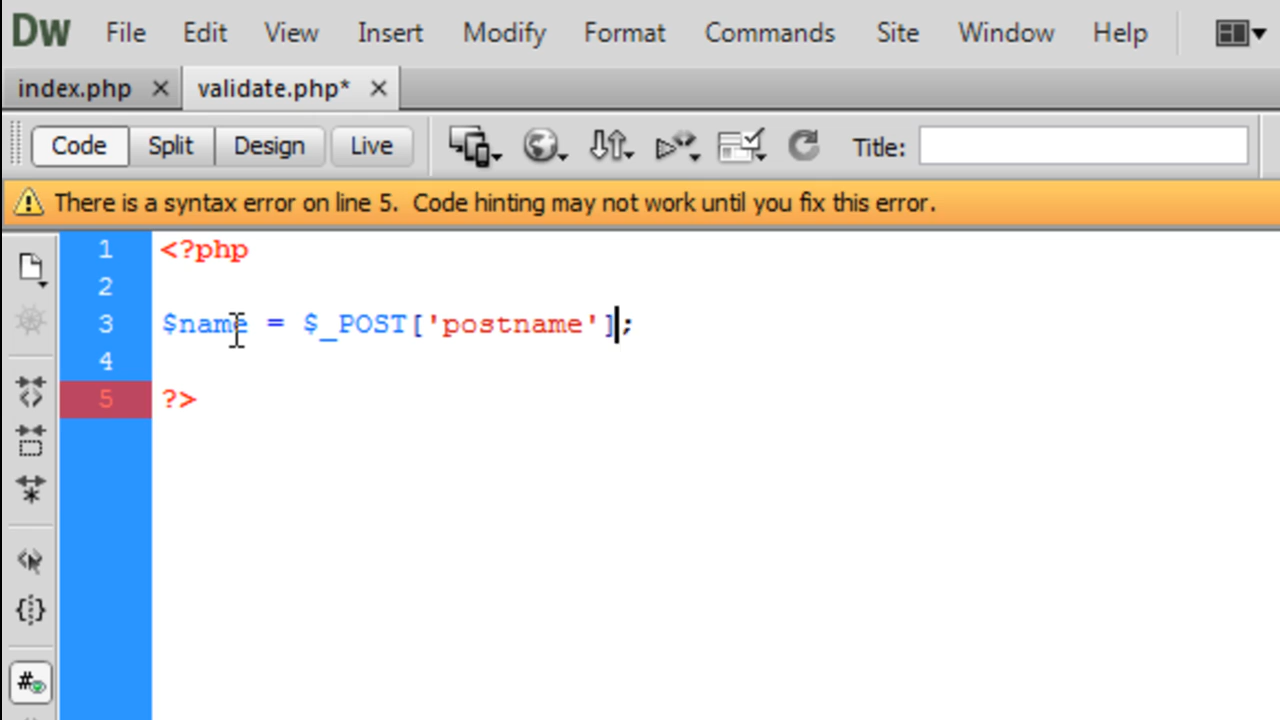 Dw File Edit View Insert Modify Format Commands Site Window Help
index.php validate.php*
Code Split Design Live Title:
There is a syntax error on line 5. Code hinting may not work until you fix this error.
1 <?php
2
3 $name = $_POST['postname'];
4
5 ?>